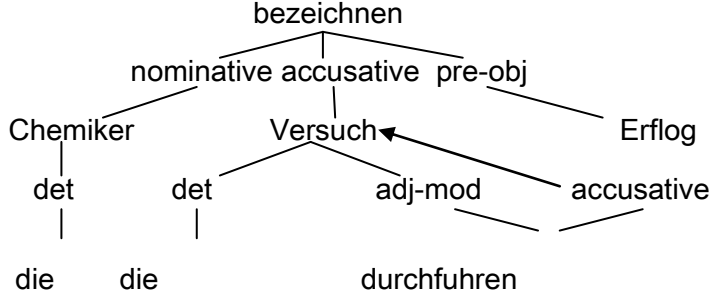 bezeichnen
nominative accusative pre-obj
Chemiker Versuch Erflog
det det adj-mod accusative
die die durchfuhren